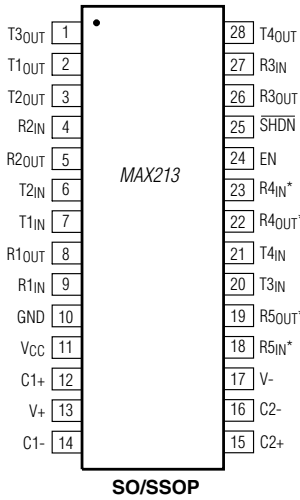 T3OUT 1 28 T4OUT
T1OUT 2 27 R3IN
T2OUT 3 26 R3OUT
R2IN 4 25 S̅H̅D̅N̅
R2OUT 5 24 EN
MAX213
T2IN 6 23 R4IN*
T1IN 7 22 R4OUT*
R1OUT 8 21 T4IN
R1IN 9 20 T3IN
GND 10 19 R5OUT*
VCC 11 18 R5IN*
C1+ 12 17 V-
V+ 13 16 C2-
C1- 14 15 C2+
SO/SSOP